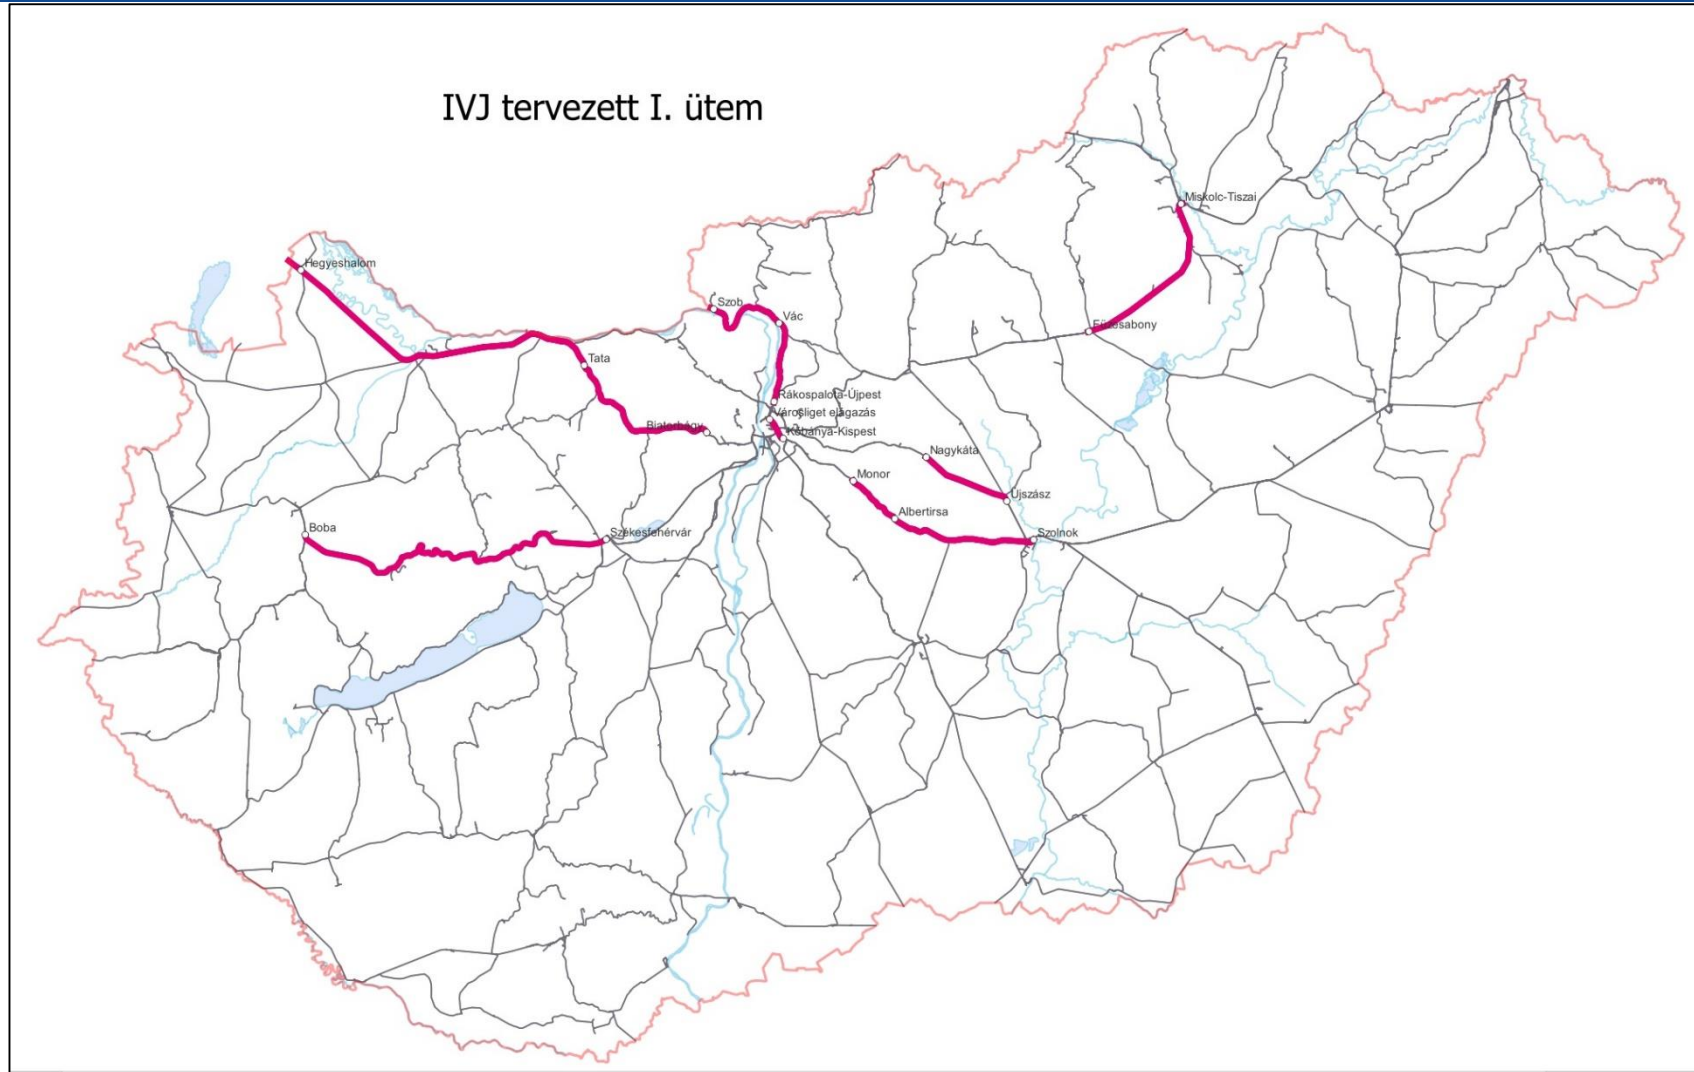 IVJ tervezett I. ütem
Miskolc-Tiszai
Hegyeshalom
Szob
Vác
Füzesabony
Tata
Rákospalota-Újpest
Városliget elágazás
Biatorbágy
Kőbánya-Kispest
Nagykáta
Monor
Újszász
Albertirsa
Boba
Székesfehérvár
Szolnok